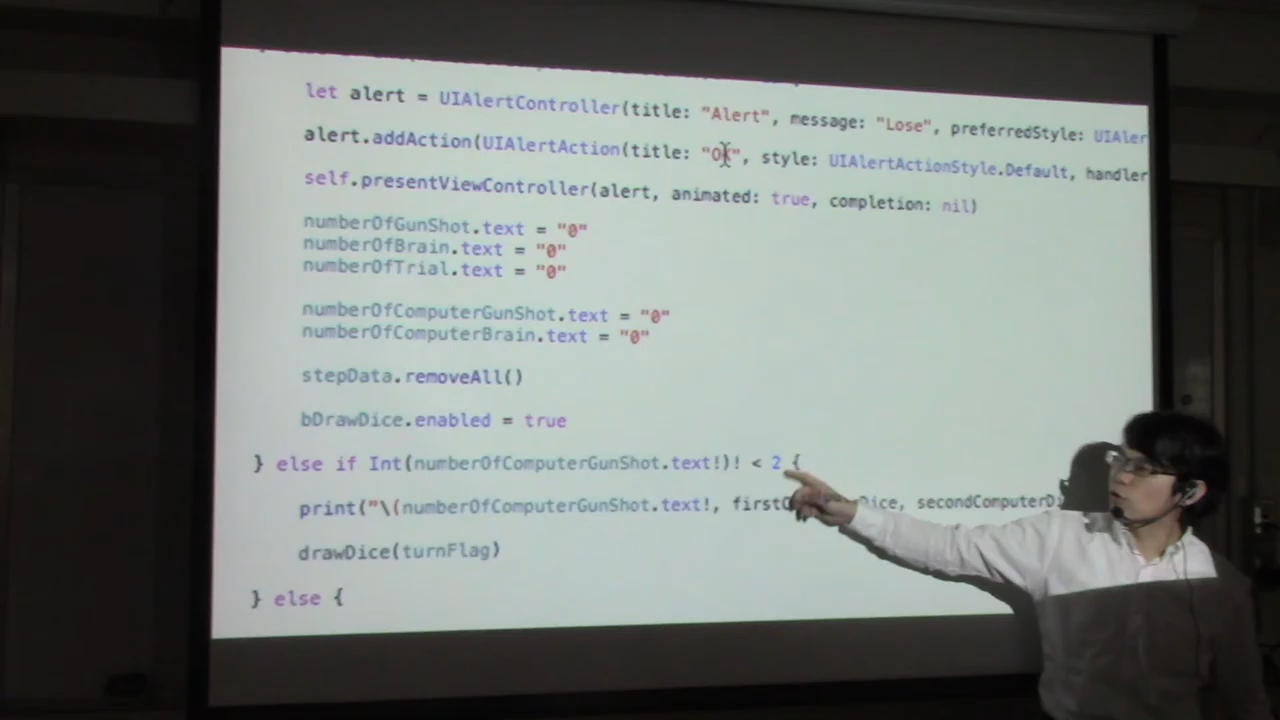 let alert = UIAlertController(title: "Alert", message: "Lose", preferredStyle: UIAler
alert.addAction(UIAlertAction(title: "OK", style: UIAlertActionStyle.Default, handler
self.presentViewController(alert, animated: true, completion: nil)
numberOfGunShot.text = "0"
numberOfBrain.text = "0"
numberOfTrial.text = "0"
numberOfComputerGunShot.text = "0"
numberOfComputerBrain.text = "0"
stepData.removeAll()
bDrawDice.enabled = true
} else if Int(numberOfComputerGunShot.text!)! < 2 {
print("\(numberOfComputerGunShot.text!, Dice, secondComputerD
drawDice(turnFlag)
} else {